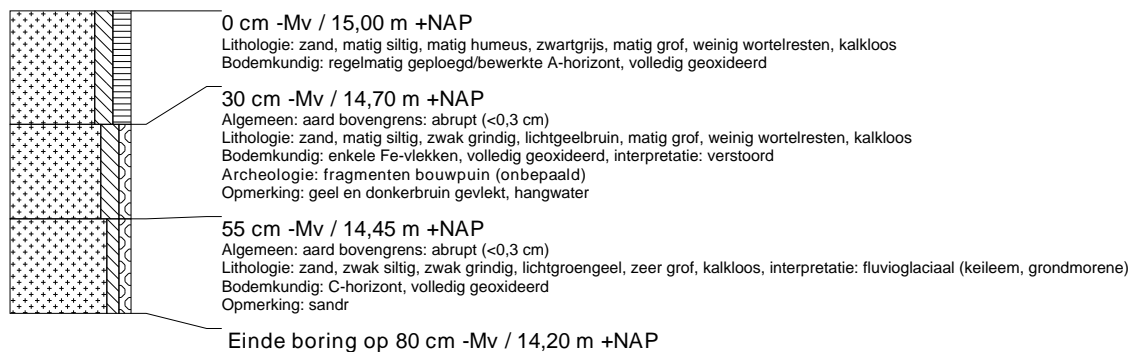 0 cm -Mv / 15,00 m +NAP
Lithologie: zand, matig siltig, matig humeus, zwartgrijs, matig grof, weinig wortelresten, kalkloos
Bodemkundig: regelmatig geploegd/bewerkte A-horizont, volledig geoxideerd
30 cm -Mv / 14,70 m +NAP
Algemeen: aard bovengrens: abrupt (<0,3 cm)
Lithologie: zand, matig siltig, zwak grindig, lichtgeelbruin, matig grof, weinig wortelresten, kalkloos
Bodemkundig: enkele Fe-vlekken, volledig geoxideerd, interpretatie: verstoord
Archeologie: fragmenten bouwpuin (onbepaald)
Opmerking: geel en donkerbruin gevlekt, hangwater
55 cm -Mv / 14,45 m +NAP
Algemeen: aard bovengrens: abrupt (<0,3 cm)
Lithologie: zand, zwak siltig, zwak grindig, lichtgroengeel, zeer grof, kalkloos, interpretatie: fluvioglaciaal (keileem, grondmorene)
Bodemkundig: C-horizont, volledig geoxideerd
Opmerking: sandr
Einde boring op 80 cm -Mv / 14,20 m +NAP